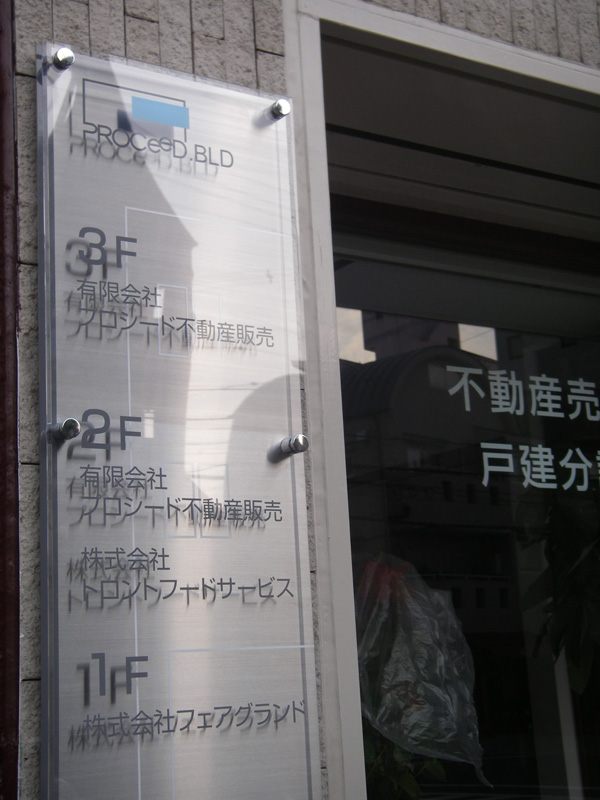 PROCeeD.BLD
3F
有限会社
プロシード不動産販売
2F
有限会社
プロシード不動産販売
株式会社
トロントフードサービス
1F
株式会社フェアグランド
不動産売
戸建分